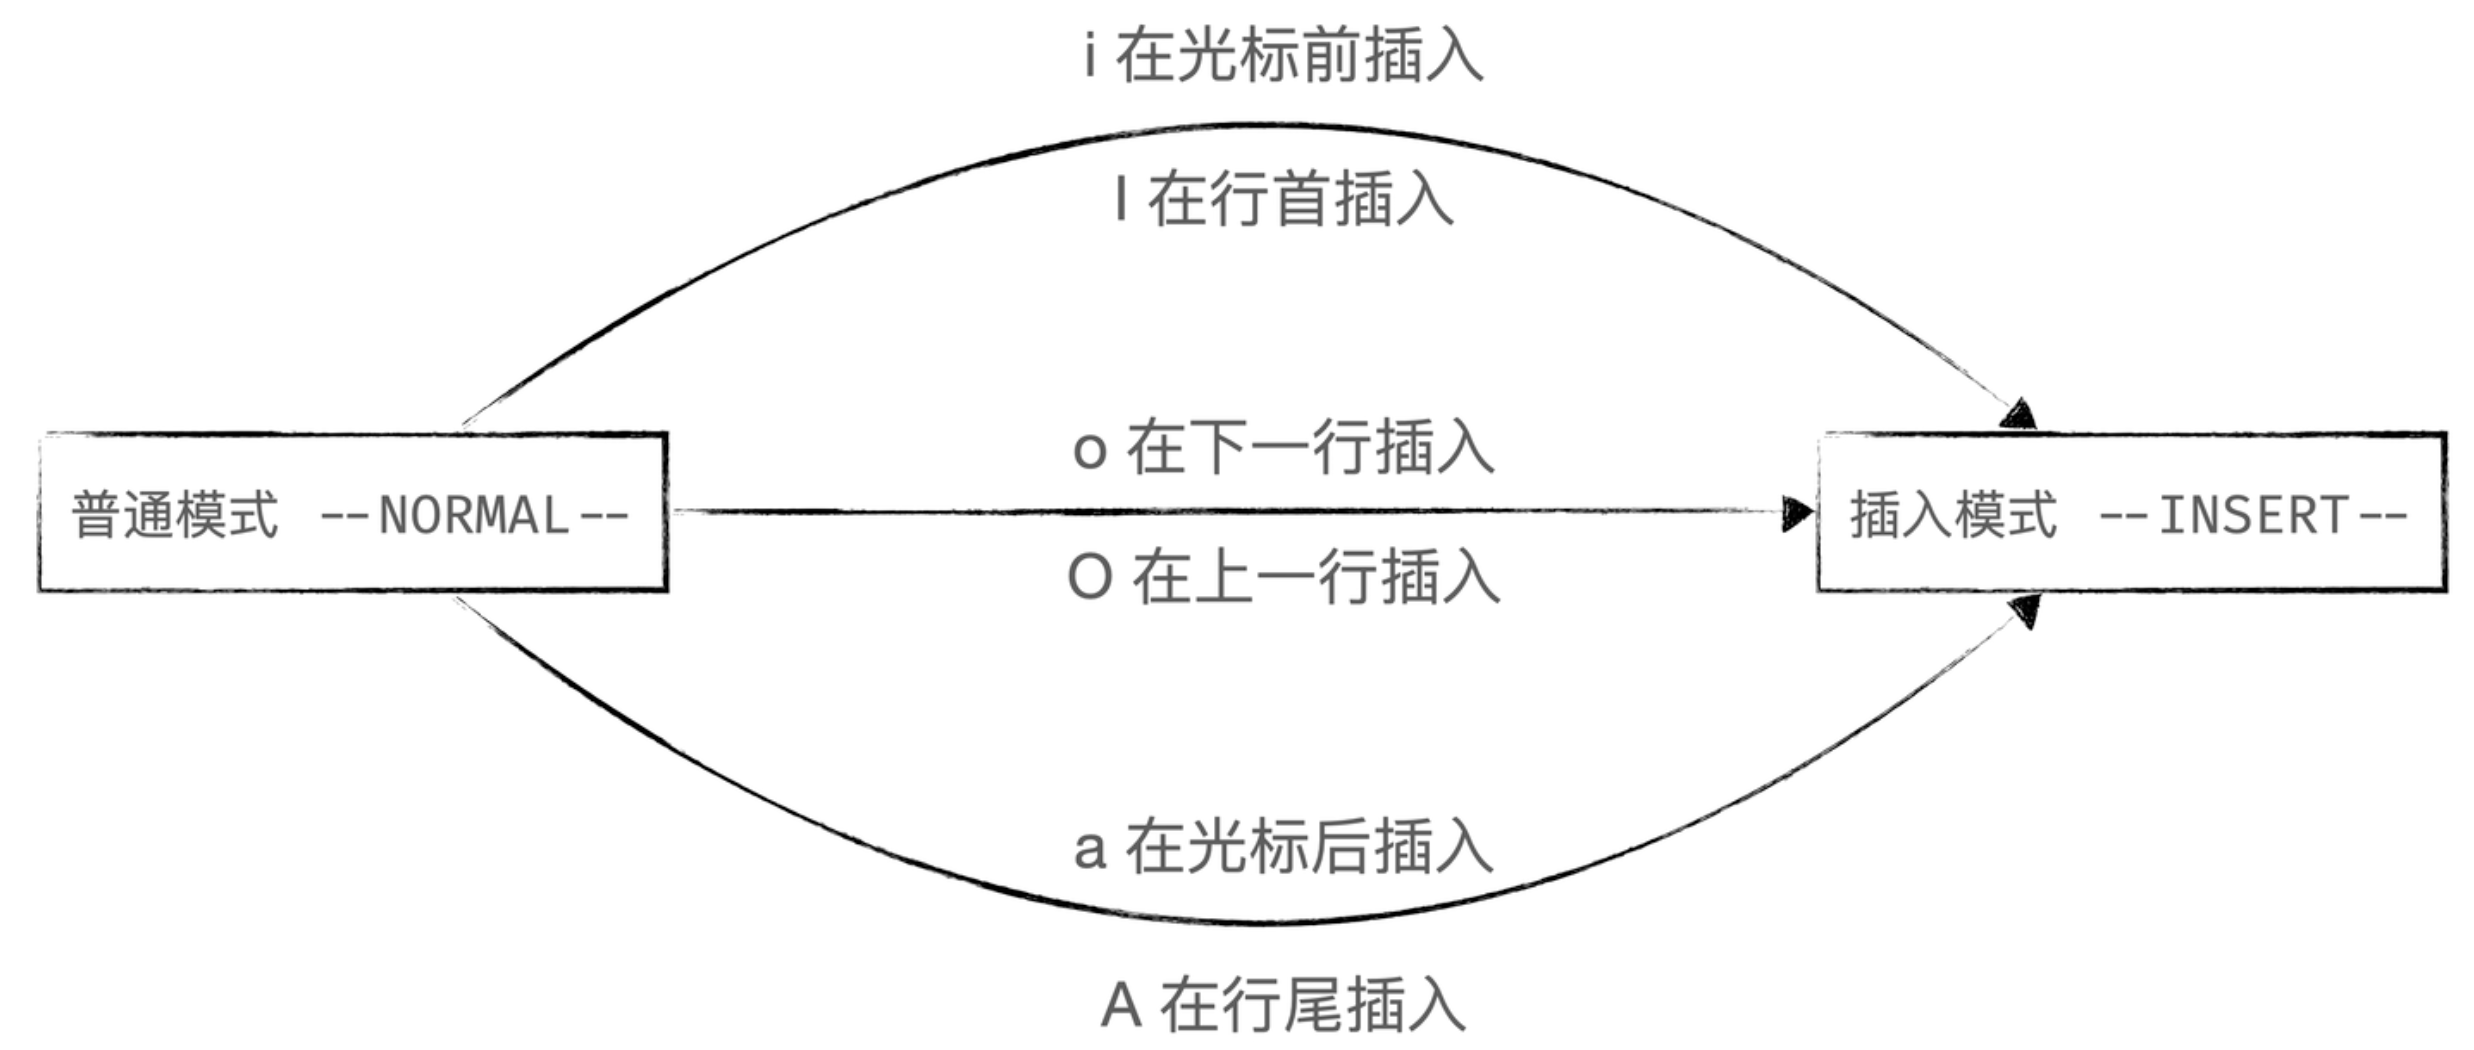 i 在光标前插入
I 在行首插入
o 在下一行插入
普通模式 --NORMAL--
插入模式 --INSERT--
O 在上一行插入
a 在光标后插入
A 在行尾插入